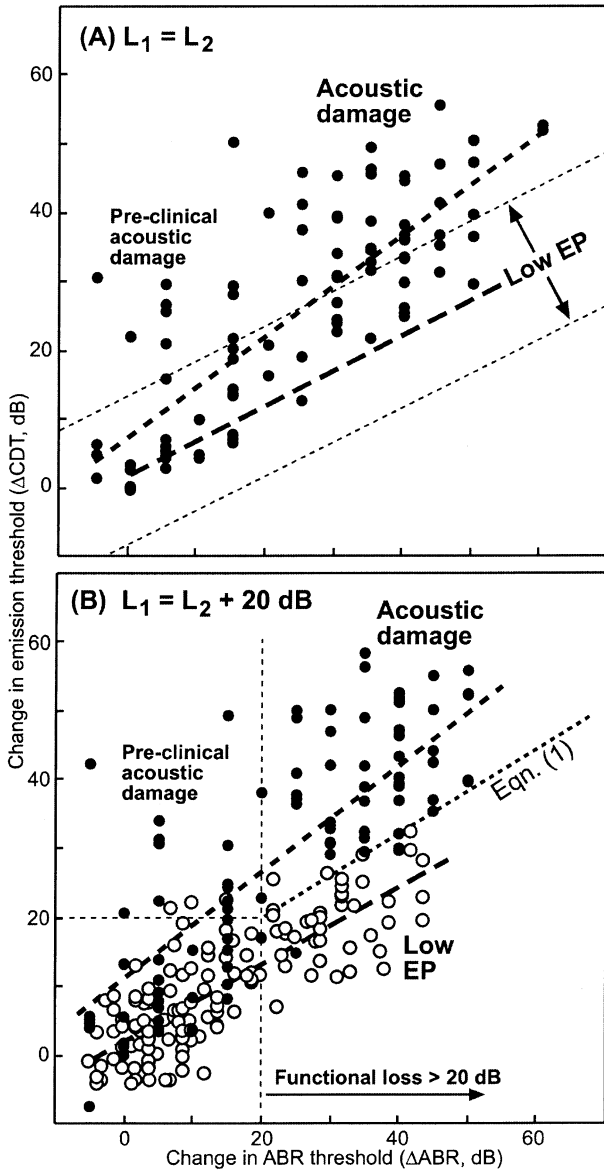 (A) L1 = L2
60
Acoustic
damage
Pre-clinical
acoustic
damage
40
Low EP
20
0
Change in emission threshold (ΔCDT, dB)
(B) L1 = L2 + 20 dB
Acoustic
damage
60
Pre-clinical
acoustic
damage
40
Eqn. (1)
20
Low
EP
0
Functional loss > 20 dB
0 20 40 60
Change in ABR threshold (ΔABR, dB)